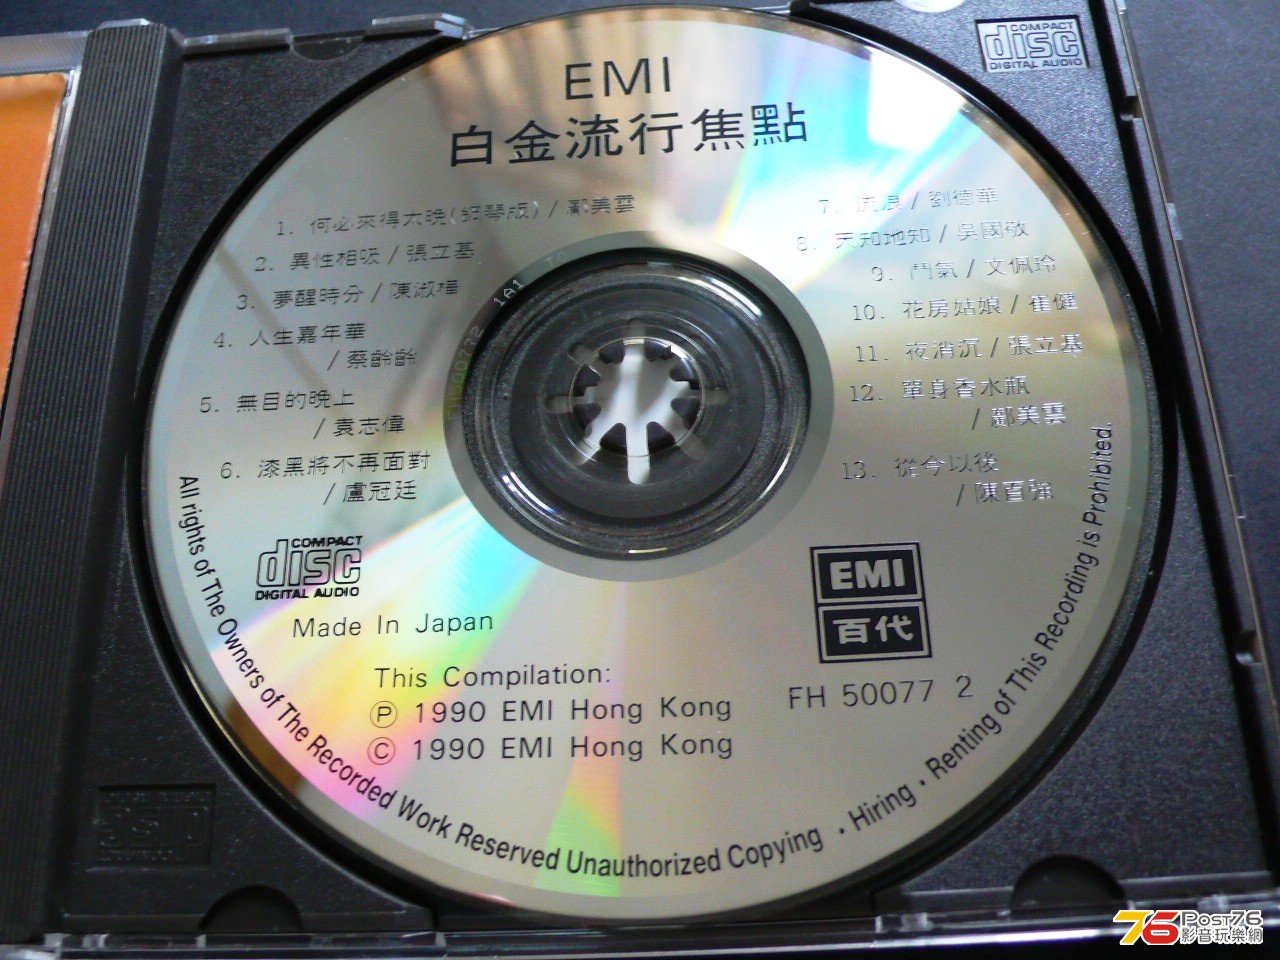 EMI
白金流行焦點
1. 何必來得太晚(鋼琴版)/鄺美雲
2. 異性相吸/張立基
3. 夢醒時分/陳淑樺
4. 人生嘉年華
/蔡齡齡
5. 無目的晚上
/袁志偉
6. 漆黑將不再面對
/盧冠廷
7. 流浪/劉德華
8. 天知地知/吳國敬
9. 鬥氣/文佩玲
10. 花房姑娘/崔健
11. 夜消沉/張立基
12. 單身香水瓶
/鄺美雲
13. 從今以後
/陳百強
COMPACT
disc
DIGITAL AUDIO
Made In Japan
This Compilation:
Ⓟ 1990 EMI Hong Kong
Ⓒ 1990 EMI Hong Kong
EMI
百代
FH 50077 2
All rights of The Owners of The Recorded Work Reserved Unauthorized Copying · Hiring · Renting of This Recording is Prohibited.
COMPACT
disc
DIGITAL AUDIO
1A1 TO
76 Post76
影音玩樂網